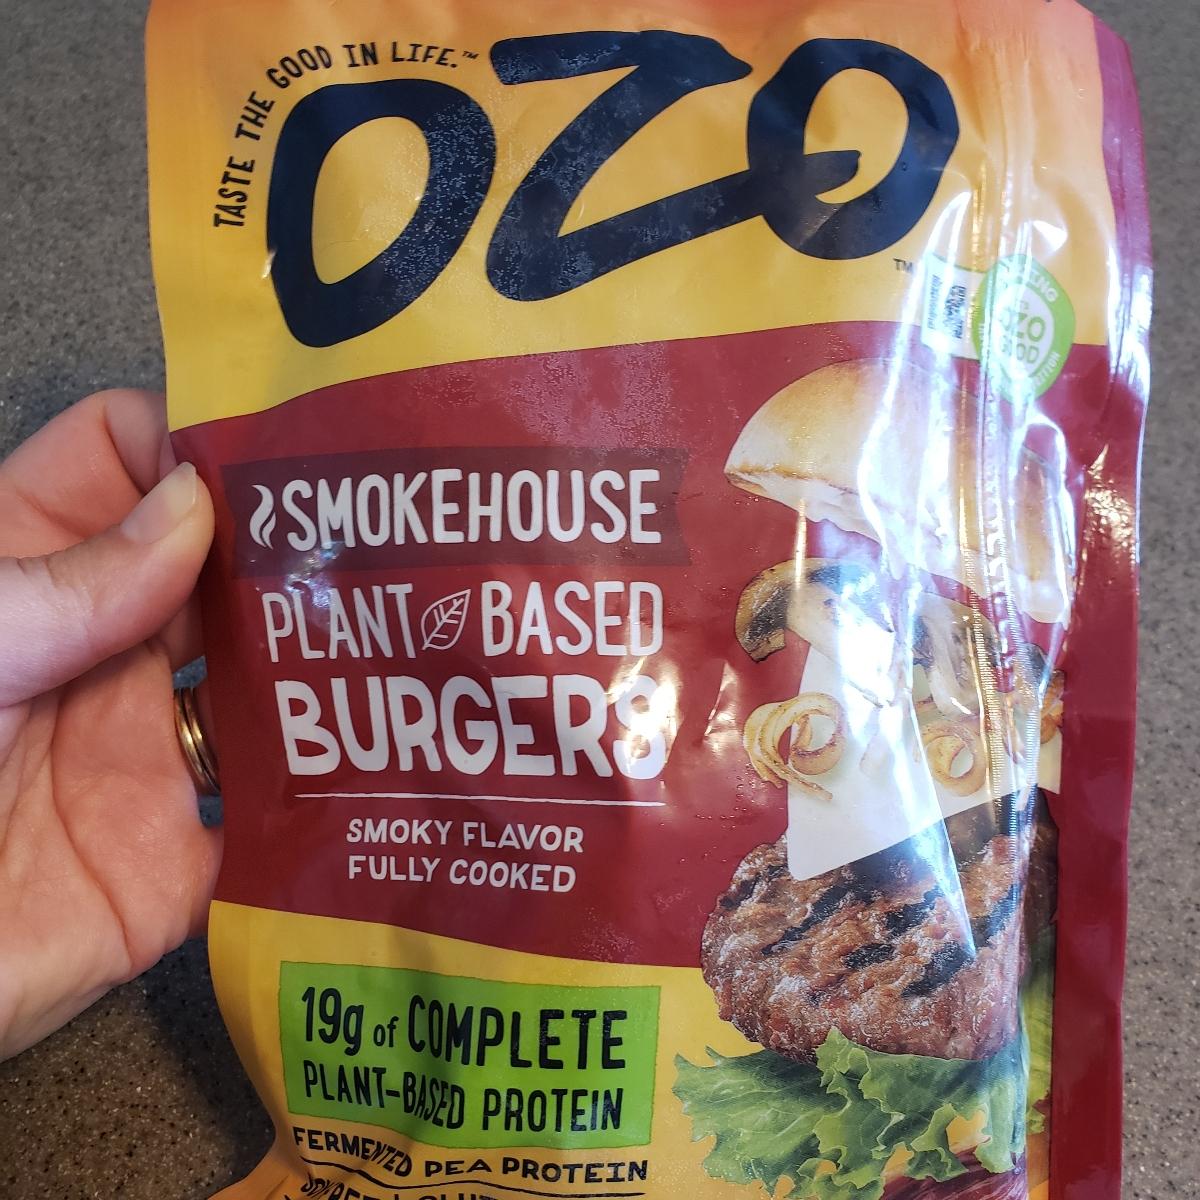 TASTE THE GOOD IN LIFE.™
OZO
TM
OZO
SMOKEHOUSE
PLANT BASED
BURGERS
SMOKY FLAVOR
FULLY COOKED
19g of COMPLETE
PLANT-BASED PROTEIN
FERMENTED PEA PROTEIN